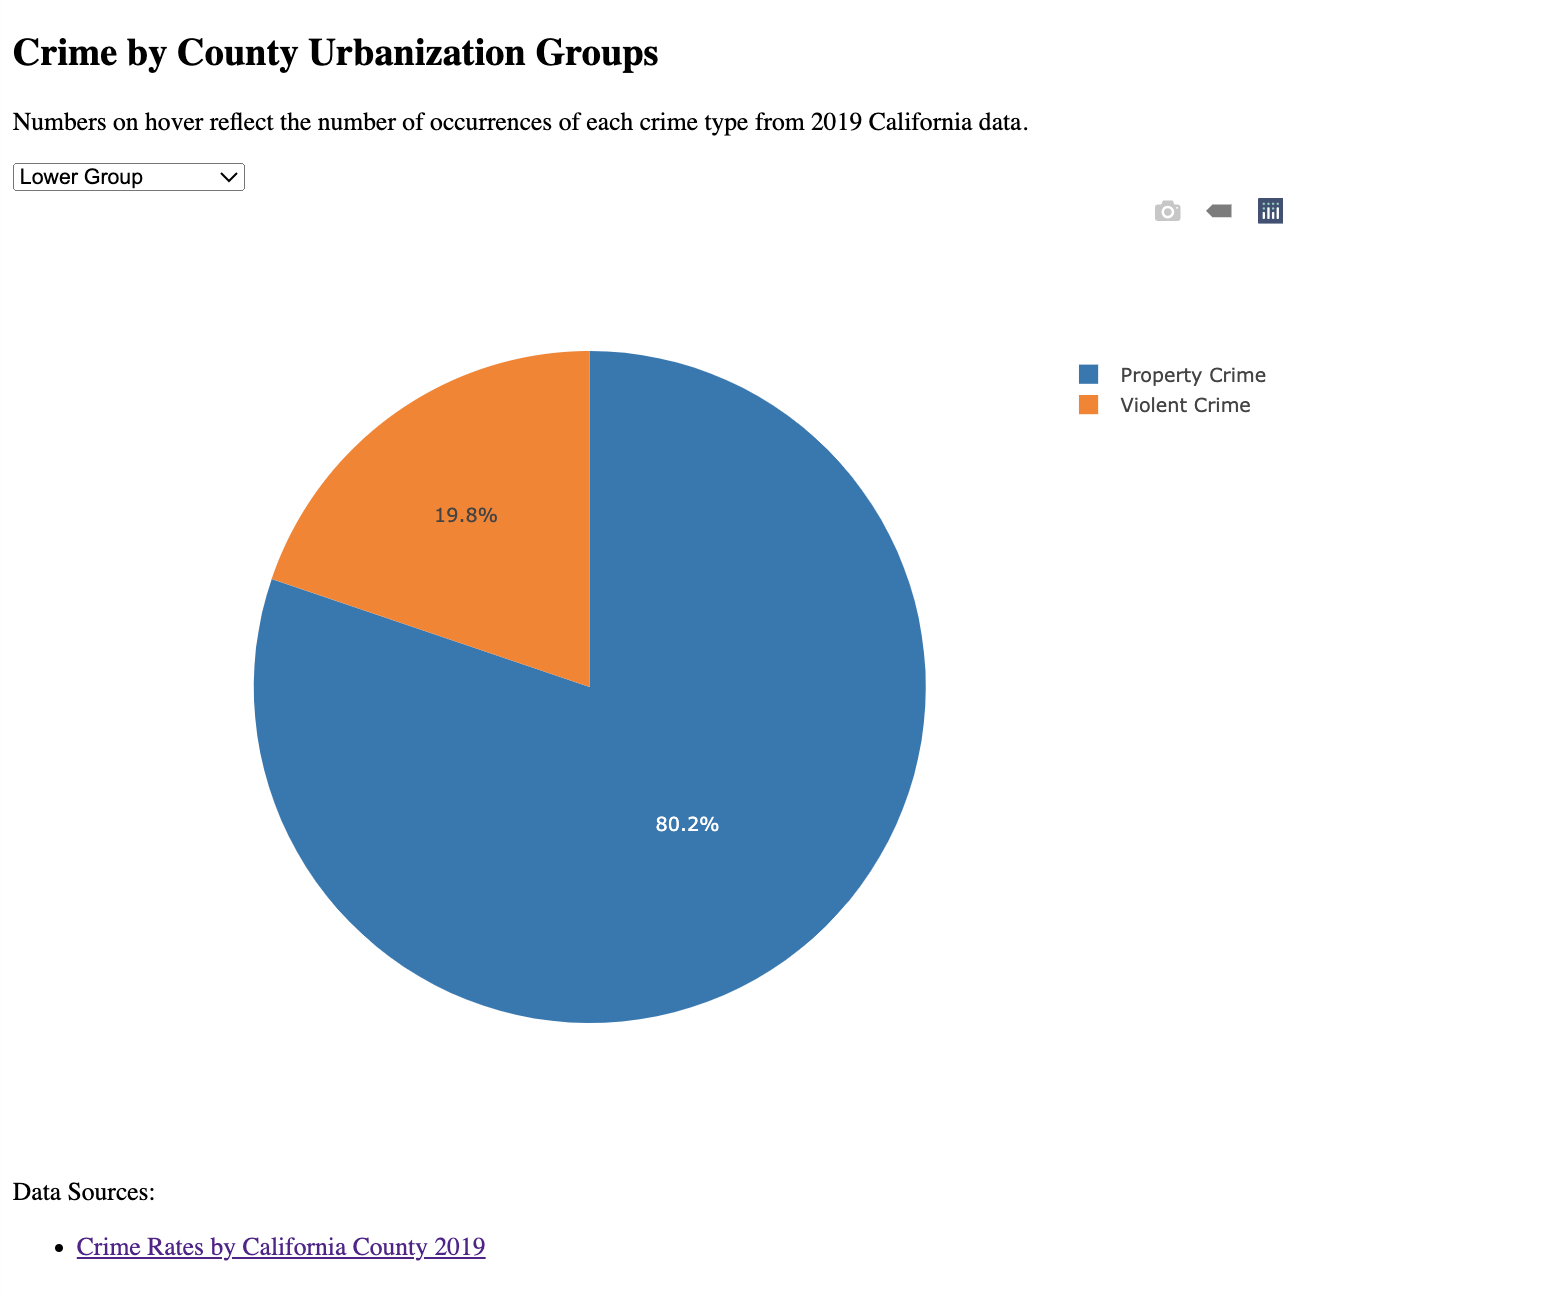 Crime by County Urbanization Groups
Numbers on hover reflect the number of occurrences of each crime type from 2019 California data.
Lower Group
Property Crime
Violent Crime
19.8%
80.2%
Data Sources:
Crime Rates by California County 2019